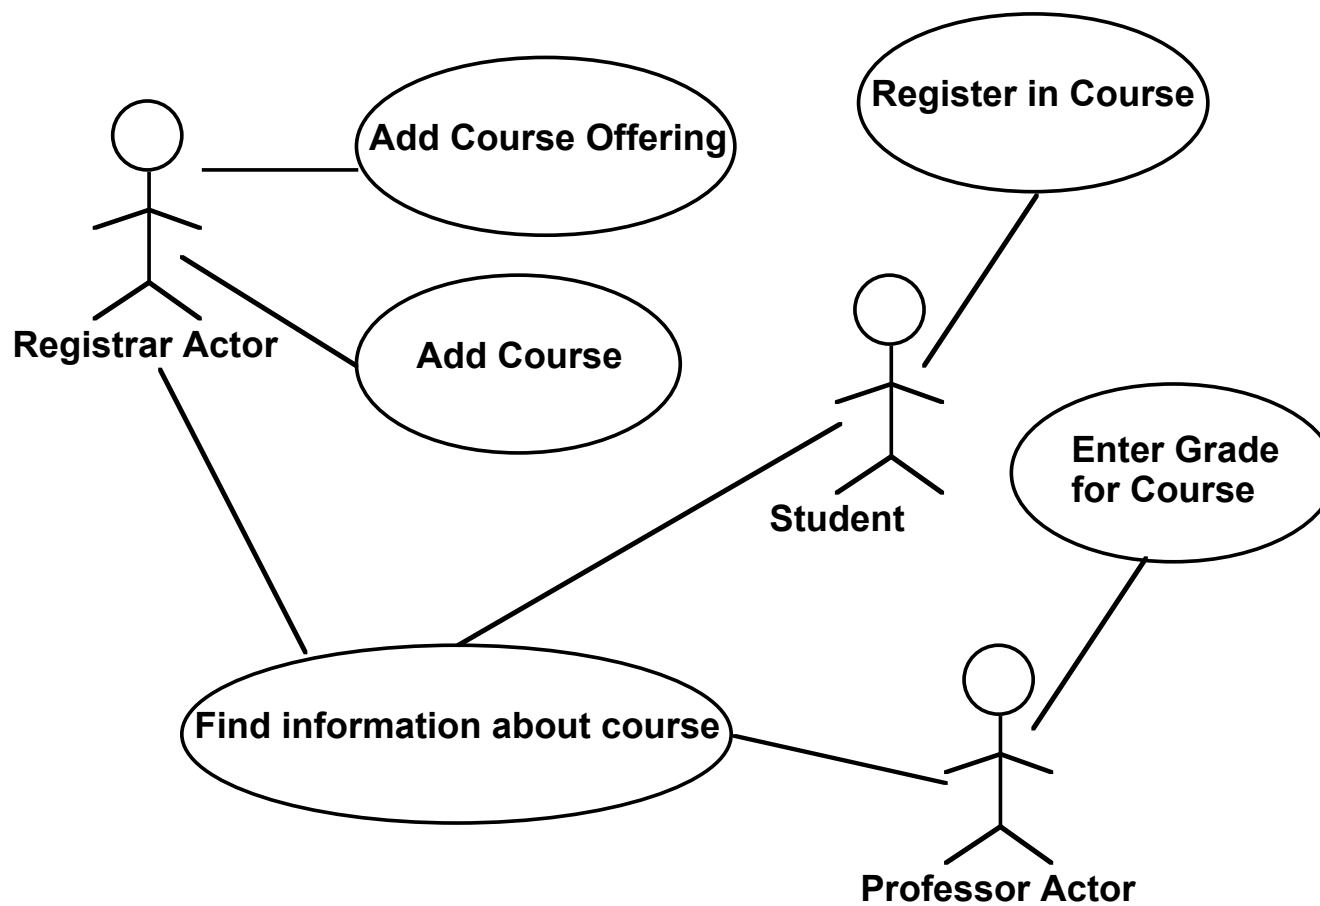 Register in Course
Add Course Offering
Registrar Actor
Add Course
Enter Grade
for Course
Student
Find information about course
Professor Actor